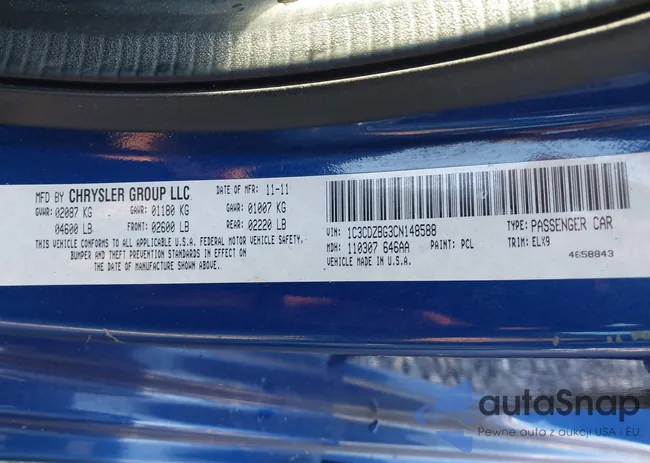 MFD BY CHRYSLER GROUP LLC DATE OF MFR: 11-11
GVWR: 02087 KG GAWR: 01180 KG GAWR: 01007 KG
04600 LB FRONT: 02600 LB REAR: 02220 LB
THIS VEHICLE CONFORMS TO ALL APPLICABLE U.S.A. FEDERAL MOTOR VEHICLE SAFETY,
BUMPER AND THEFT PREVENTION STANDARDS IN EFFECT ON
THE DATE OF MANUFACTURE SHOWN ABOVE.
VIN: 1C3CDZBG3CN148588 TYPE: PASSENGER CAR
MDH: 110307 646AA PAINT: PCL TRIM: ELX9
VEHICLE MADE IN U.S.A. 4658843
autoSnap
Pewne auto z aukcji USA i EU